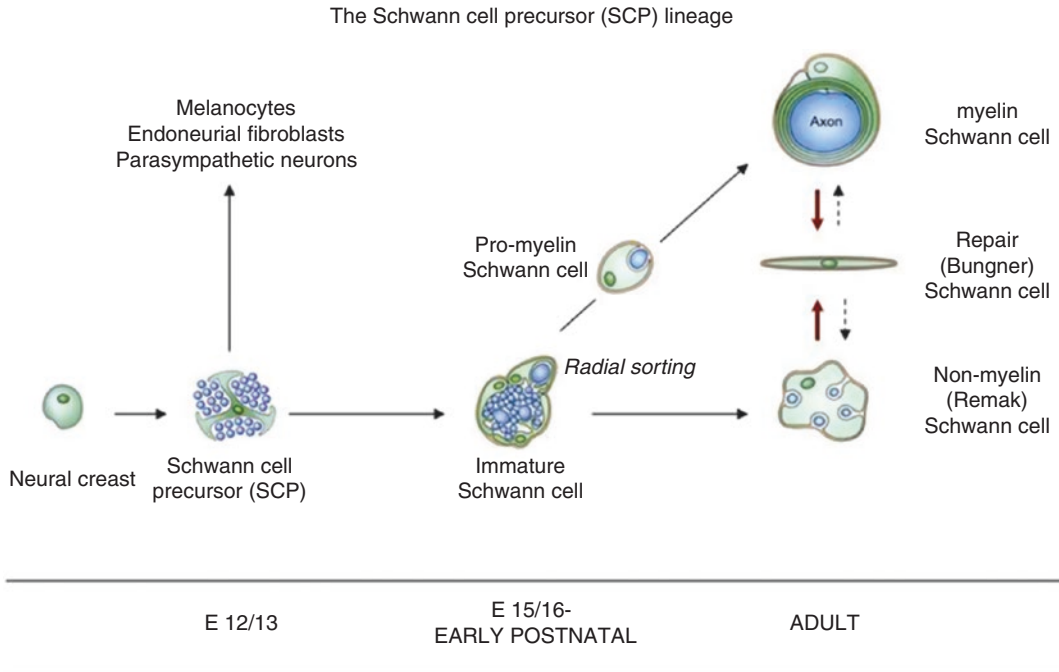 The Schwann cell precursor (SCP) lineage
Melanocytes
Endoneurial fibroblasts
Parasympathetic neurons
Axon
myelin
Schwann cell
Pro-myelin
Schwann cell
Repair
(Bungner)
Schwann cell
Radial sorting
Non-myelin
(Remak)
Schwann cell
Neural creast
Schwann cell
precursor (SCP)
Immature
Schwann cell
E 12/13
E 15/16-
EARLY POSTNATAL
ADULT